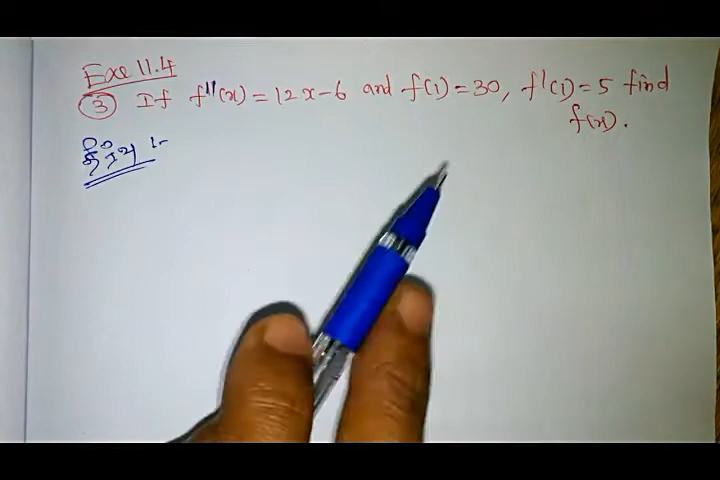 Exe 11.4
3 If f"(x) = 12x-6 and f(1) = 30, f'(1) = 5 find
f(x).
தீர்வு :-